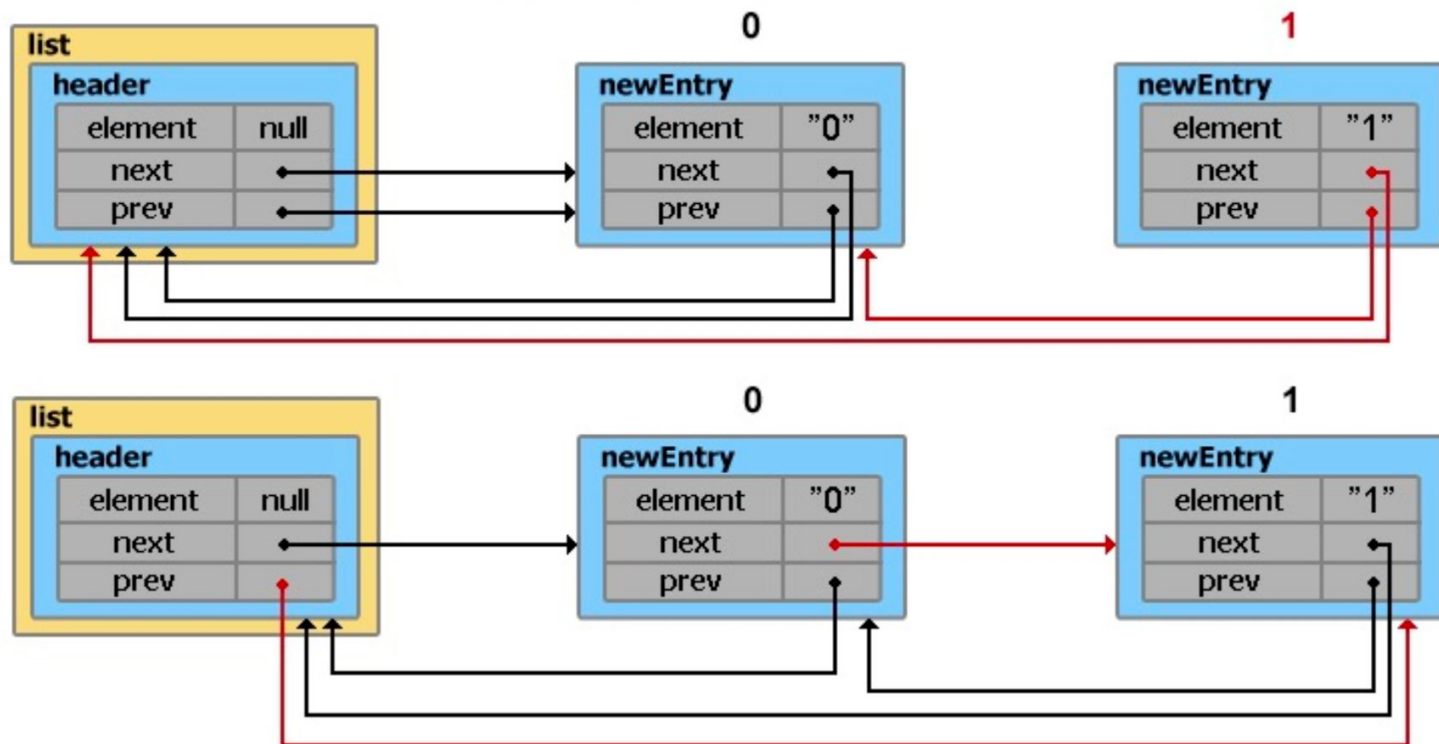 0
1
list
header
newEntry
newEntry
element null
element "0"
element "1"
next
next
next
prev
prev
prev
0
1
list
header
newEntry
newEntry
element null
element "0"
element "1"
next
next
next
prev
prev
prev